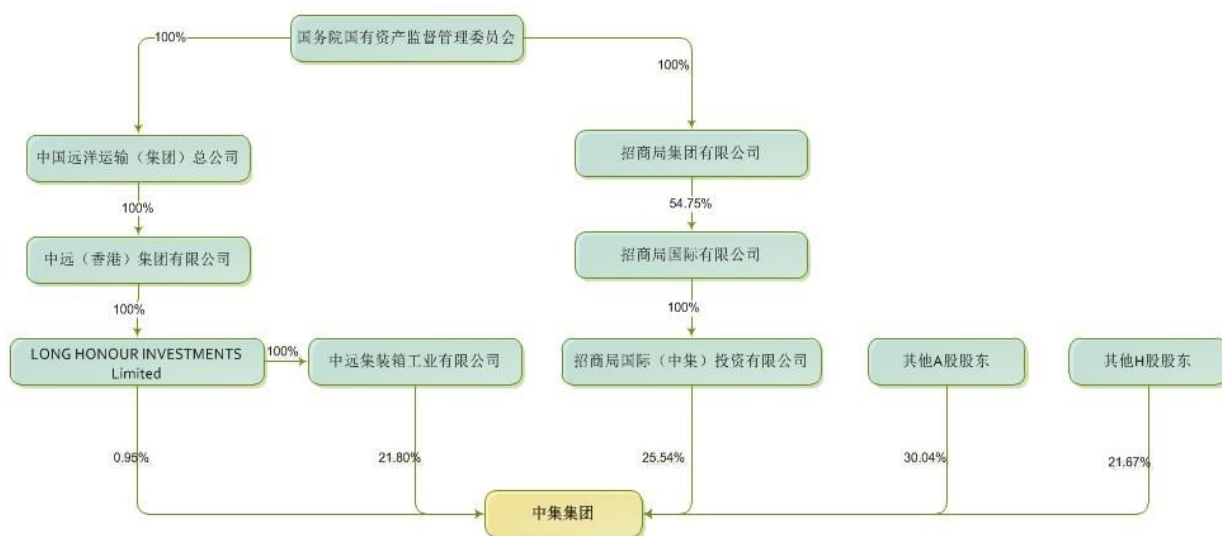 100%
国务院国有资产监督管理委员会
100%
中国远洋运输（集团）总公司
招商局集团有限公司
100%
54.75%
中远（香港）集团有限公司
招商局国际有限公司
100%
100%
LONG HONOUR INVESTMENTS
Limited
100%
中远集装箱工业有限公司
招商局国际（中集）投资有限公司
其他A股股东
其他H股股东
0.95%
21.80%
25.54%
30.04%
21.67%
中集集团